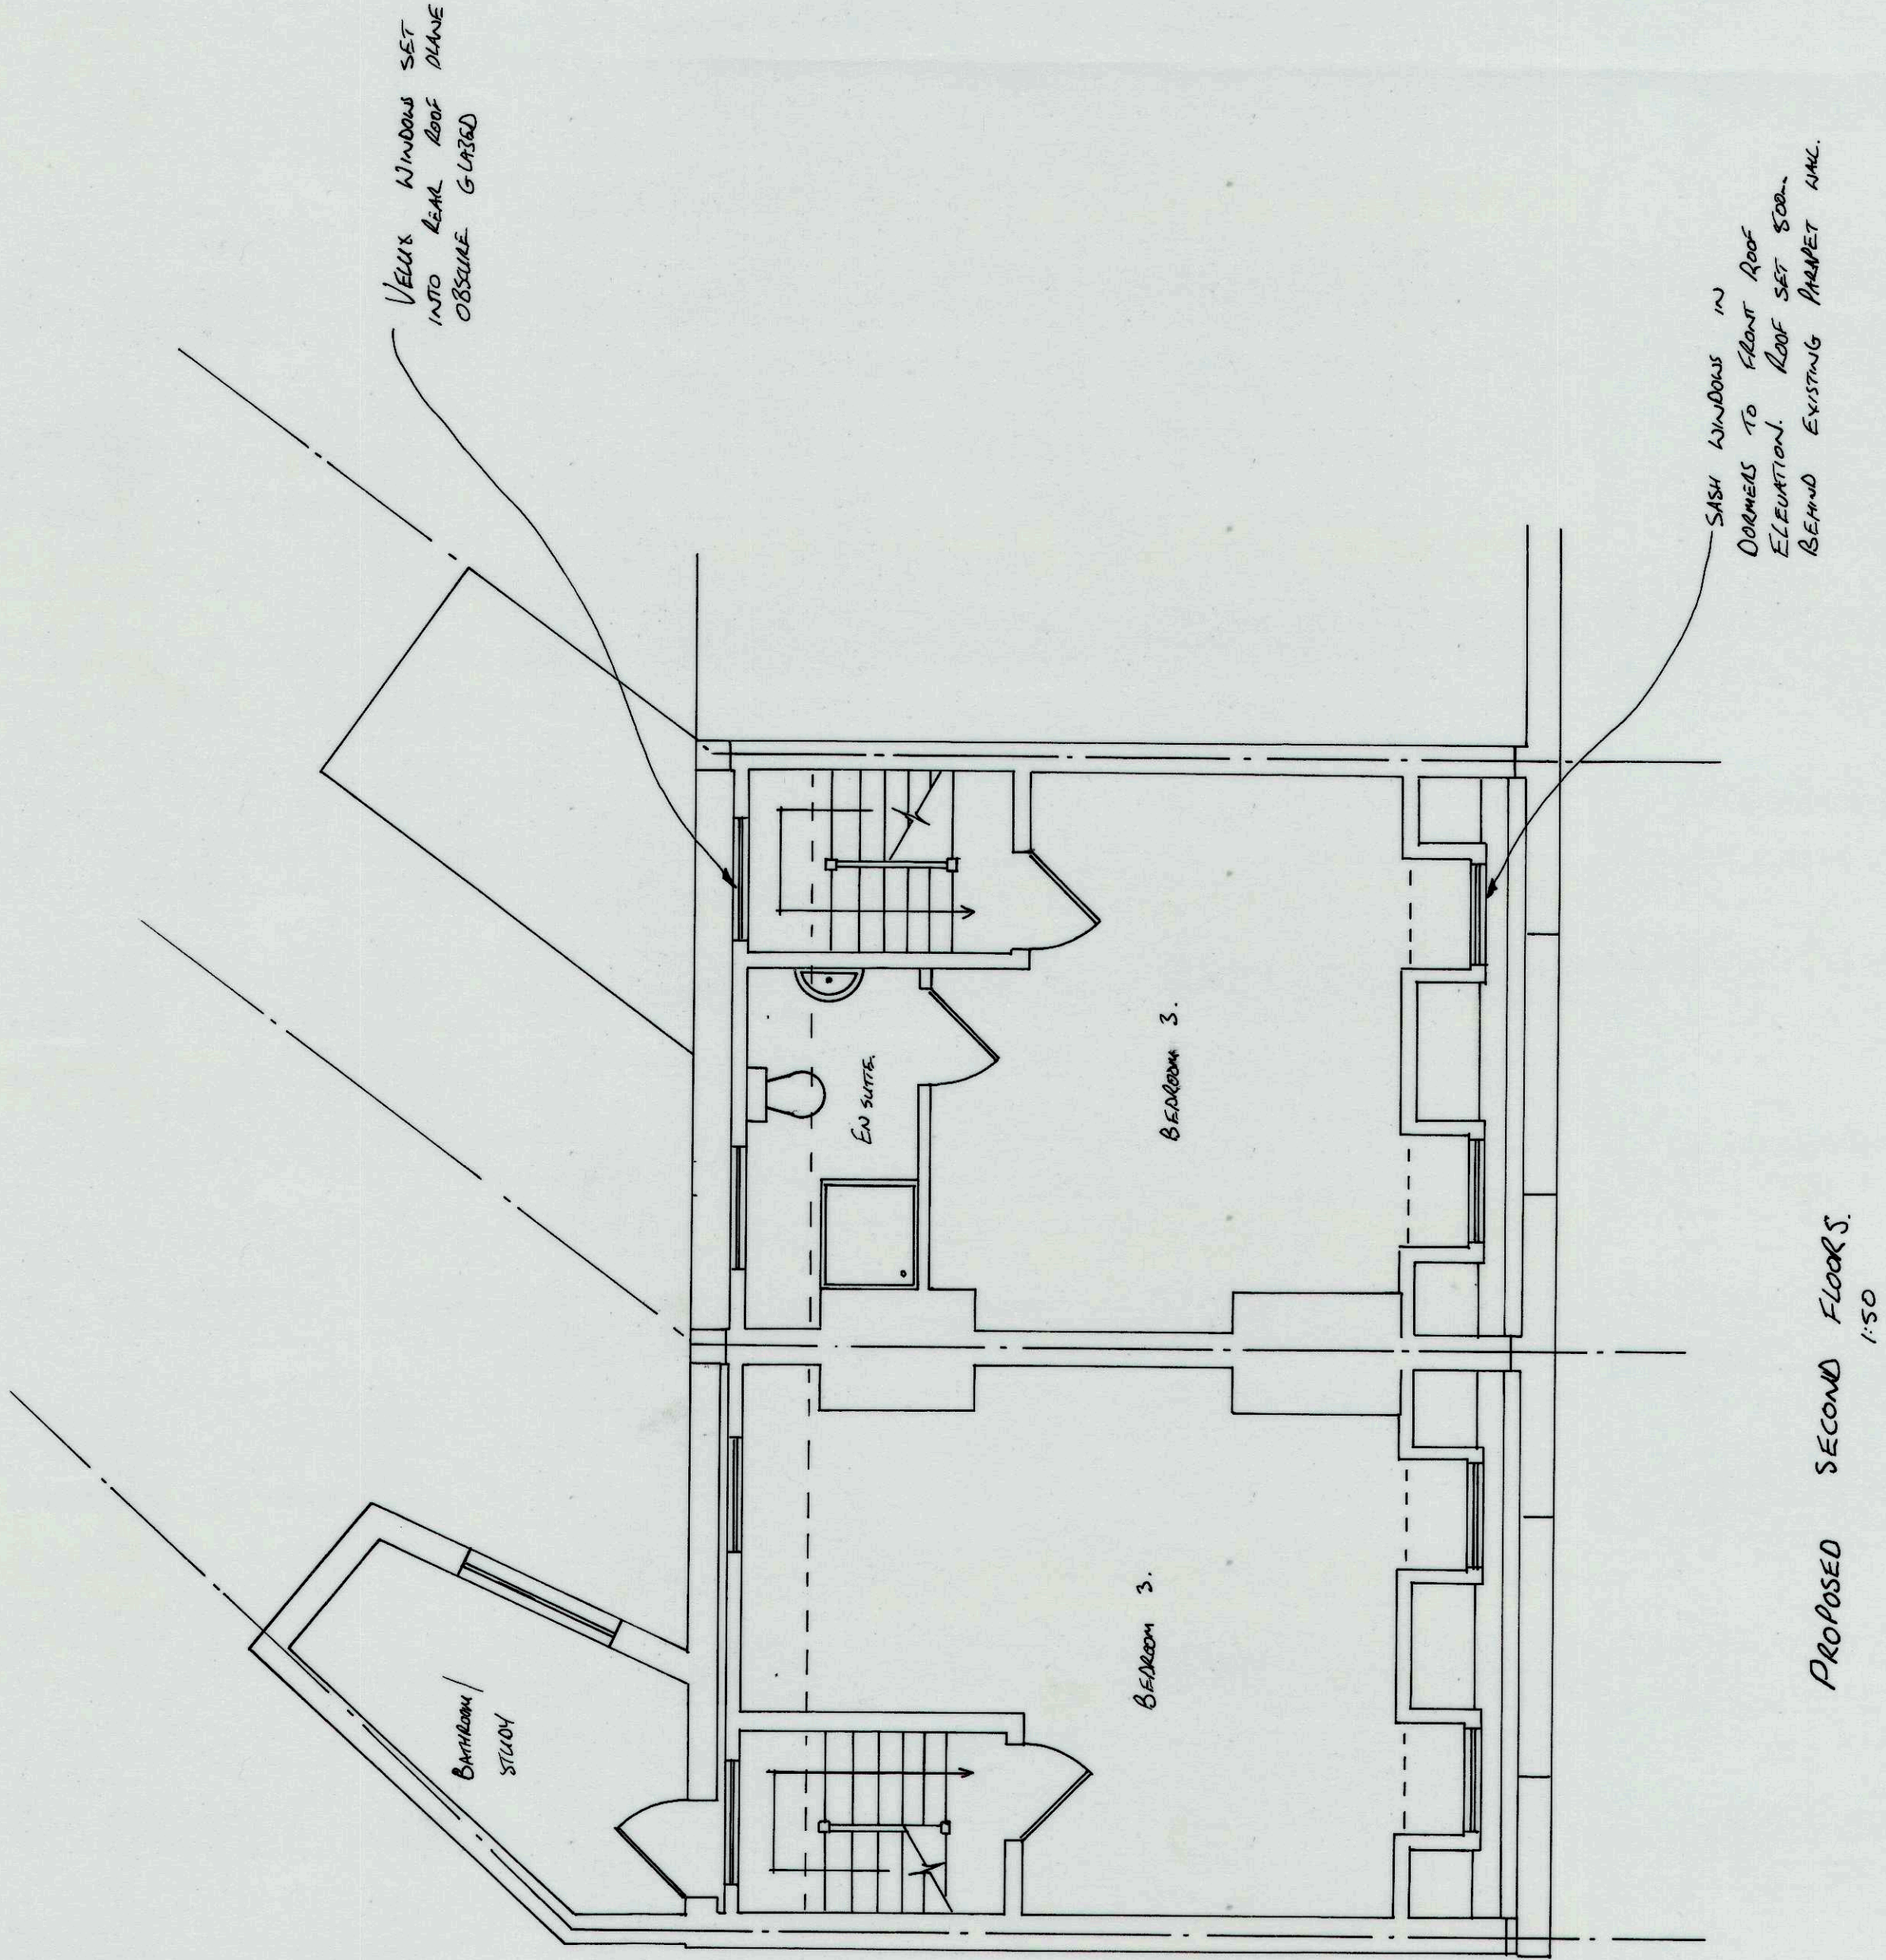 VELUX WINDOWS SET
INTO REAR ROOF PLANE
OBSCURE GLAZED
BATHROOM/
STUDY
EN SUITE.
BEDROOM 3.
BEDROOM 3.
SASH WINDOWS IN
DORMERS TO FRONT ROOF
ELEVATION. ROOF SET
BEHIND EXISTING PARAPET WALL.
PROPOSED SECOND FLOORS.
1:50